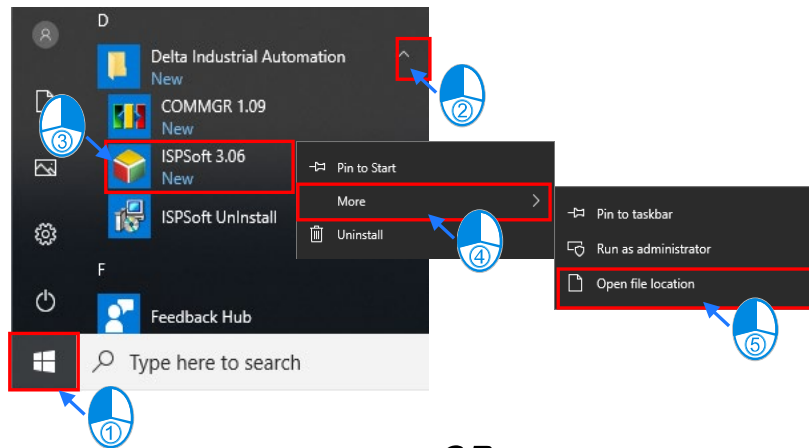 D
Delta Industrial Automation
New
②
COMMGR 1.09
New
③
ISPSoft 3.06
New
Pin to Start
More
④
Uninstall
ISPSoft UnInstall
Pin to taskbar
Run as administrator
Open file location
⑤
F
Feedback Hub
Type here to search
①